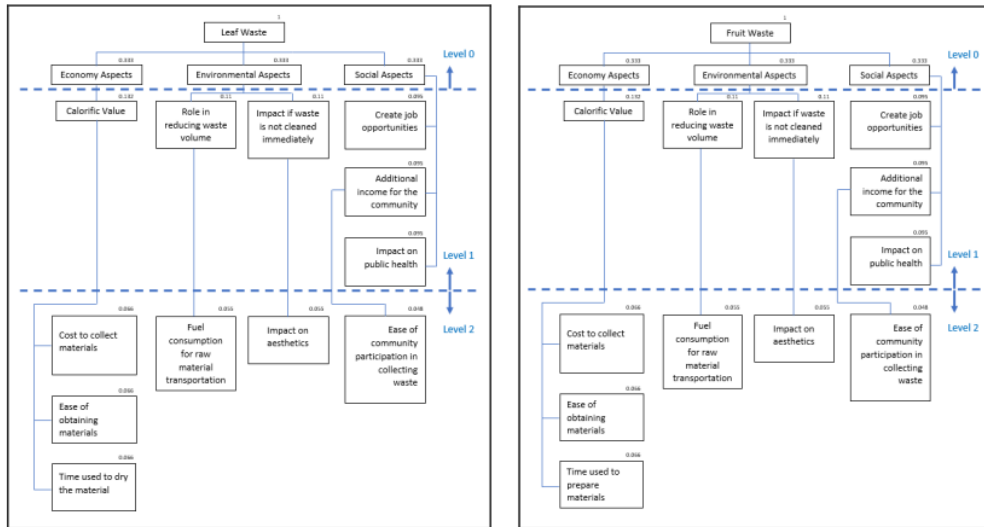 1
Leaf Waste
0.333
0.333
0.333
Level 0
Economy Aspects
Environmental Aspects
Social Aspects
0.132
0.11
0.11
0.095
Calorific Value
Role in
reducing waste
volume
Impact if waste
is not cleaned
immediately
Create job
opportunities
0.095
Additional
income for the
community
0.095
Impact on
public health
Level 1
Level 2
0.066
0.055
0.055
0.048
Cost to collect
materials
Fuel
consumption
for raw
material
transportation
Impact on
aesthetics
Ease of
community
participation in
collecting
waste
0.066
Ease of
obtaining
materials
0.066
Time used to dry
the material
1
Fruit Waste
0.333
0.333
0.333
Level 0
Economy Aspects
Environmental Aspects
Social Aspects
0.132
0.11
0.11
0.095
Calorific Value
Role in
reducing waste
volume
Impact if waste
is not cleaned
immediately
Create job
opportunities
0.095
Additional
income for the
community
0.095
Impact on
public health
Level 1
Level 2
0.066
0.055
0.055
0.048
Cost to collect
materials
Fuel
consumption
for raw
material
transportation
Impact on
aesthetics
Ease of
community
participation in
collecting
waste
0.066
Ease of
obtaining
materials
0.066
Time used to
prepare
materials